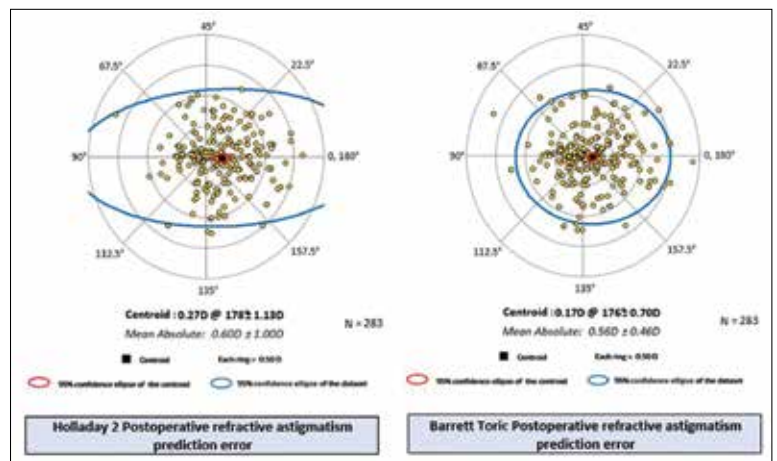 45°
67.5°
22.5°
90°
0, 180°
112.5°
157.5°
135°
Centroid : 0.27D @ 178± 1.13D
Mean Absolute: 0.60D ± 1.00D
N = 283
Centroid
Each ring = 0.50 D
95% confidence ellipse of the centroid
95% confidence ellipse of the dataset
Holladay 2 Postoperative refractive astigmatism
prediction error
45°
67.5°
22.5°
90°
0, 180°
112.5°
157.5°
135°
Centroid : 0.17D @ 176± 0.70D
Mean Absolute: 0.56D ± 0.46D
N = 283
Centroid
Each ring = 0.50 D
95% confidence ellipse of the centroid
95% confidence ellipse of the dataset
Barrett Toric Postoperative refractive astigmatism
prediction error